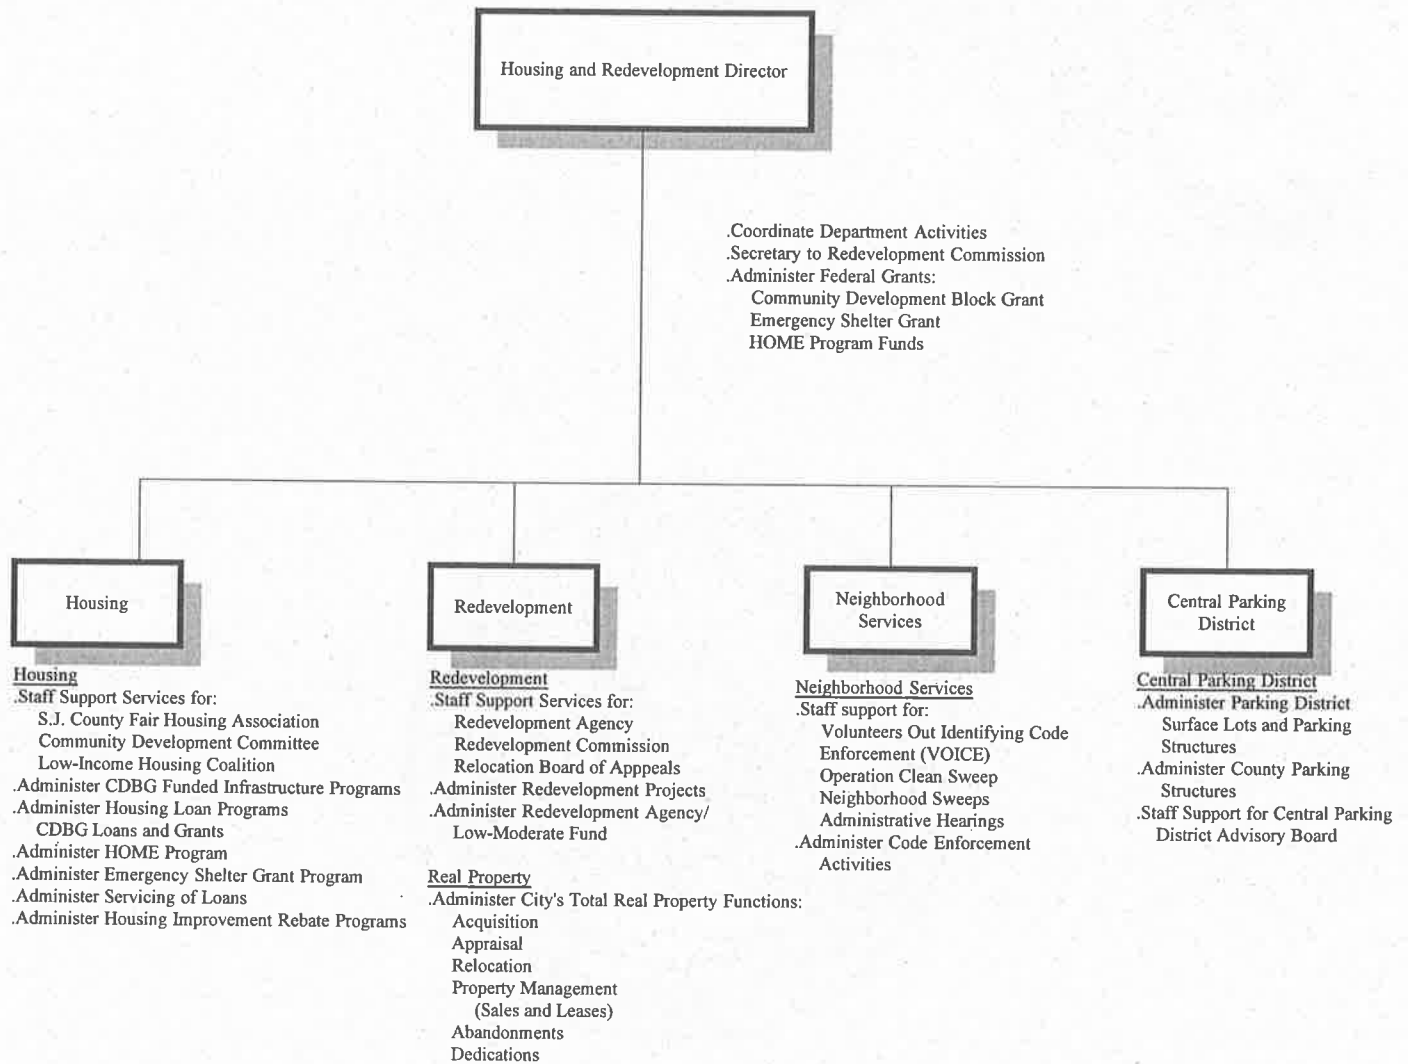 Housing and Redevelopment Director
.Coordinate Department Activities
.Secretary to Redevelopment Commission
.Administer Federal Grants:
Community Development Block Grant
Emergency Shelter Grant
HOME Program Funds
Housing
Redevelopment
Neighborhood
Services
Central Parking
District
Housing
.Staff Support Services for:
S.J. County Fair Housing Association
Community Development Committee
Low-Income Housing Coalition
.Administer CDBG Funded Infrastructure Programs
.Administer Housing Loan Programs
CDBG Loans and Grants
.Administer HOME Program
.Administer Emergency Shelter Grant Program
.Administer Servicing of Loans
.Administer Housing Improvement Rebate Programs
Redevelopment
.Staff Support Services for:
Redevelopment Agency
Redevelopment Commission
Relocation Board of Apppeals
.Administer Redevelopment Projects
.Administer Redevelopment Agency/
Low-Moderate Fund
Real Property
.Administer City's Total Real Property Functions:
Acquisition
Appraisal
Relocation
Property Management
(Sales and Leases)
Abandonments
Dedications
Neighborhood Services
.Staff support for:
Volunteers Out Identifying Code
Enforcement (VOICE)
Operation Clean Sweep
Neighborhood Sweeps
Administrative Hearings
.Administer Code Enforcement
Activities
Central Parking District
.Administer Parking District
Surface Lots and Parking
Structures
.Administer County Parking
Structures
.Staff Support for Central Parking
District Advisory Board